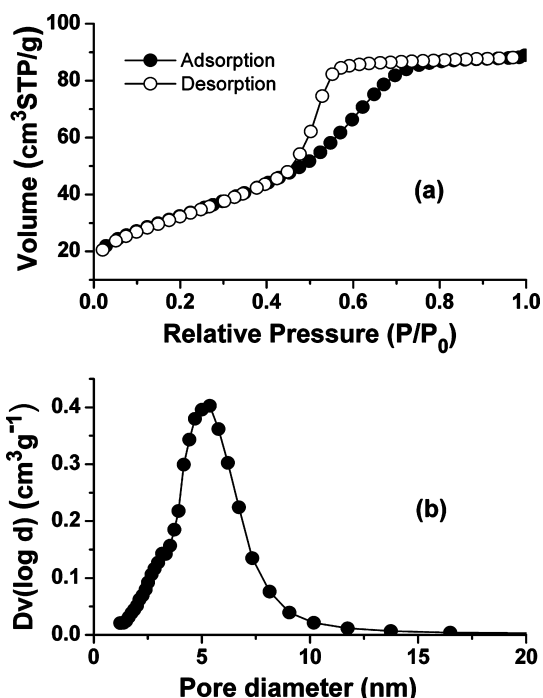 100
80
60
40
20
Volume (cm³STP/g)
Adsorption
Desorption
(a)
0.0 0.2 0.4 0.6 0.8 1.0
Relative Pressure (P/P₀)
0.4
0.3
0.2
0.1
0.0
Dv(log d) (cm³g⁻¹)
(b)
0 5 10 15 20
Pore diameter (nm)